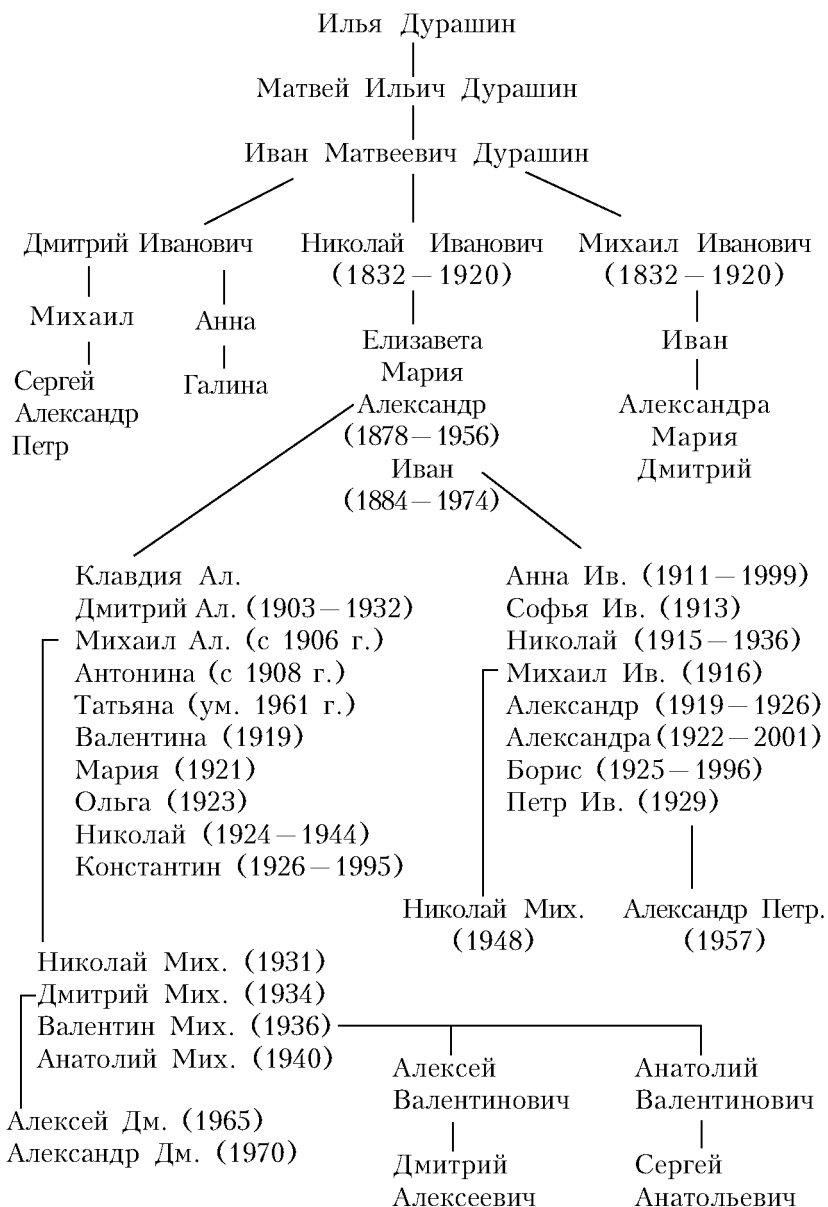 Илья Дурашин
Матвей Ильич Дурашин
Иван Матвеевич Дурашин
Дмитрий Иванович
Николай Иванович
(1832 – 1920)
Михаил Иванович
(1832 – 1920)
Михаил
Анна
Сергей
Александр
Петр
Галина
Елизавета
Мария
Александр
(1878 – 1956)
Иван
(1884 – 1974)
Иван
Александра
Мария
Дмитрий
Клавдия Ал.
Дмитрий Ал. (1903 – 1932)
Михаил Ал. (с 1906 г.)
Антонина (с 1908 г.)
Татьяна (ум. 1961 г.)
Валентина (1919)
Мария (1921)
Ольга (1923)
Николай (1924 – 1944)
Константин (1926 – 1995)
Анна Ив. (1911 – 1999)
Софья Ив. (1913)
Николай (1915 – 1936)
Михаил Ив. (1916)
Александр (1919 – 1926)
Александра (1922 – 2001)
Борис (1925 – 1996)
Петр Ив. (1929)
Николай Мих.
(1948)
Александр Петр.
(1957)
Николай Мих. (1931)
Дмитрий Мих. (1934)
Валентин Мих. (1936)
Анатолий Мих. (1940)
Алексей Дм. (1965)
Александр Дм. (1970)
Алексей
Валентинович
Анатолий
Валентинович
Дмитрий
Алексеевич
Сергей
Анатольевич